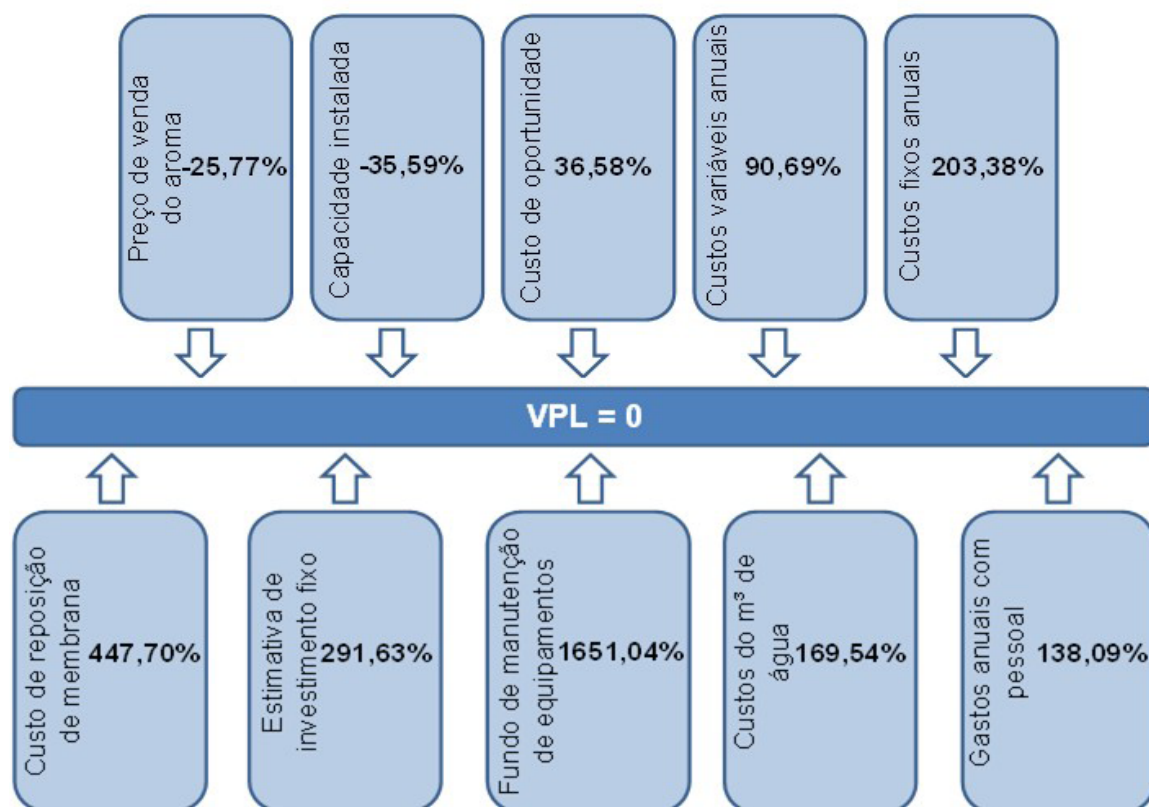 Preço de venda
do aroma
-25,77%
Capacidade instalada
-35,59%
Custo de oportunidade
36,58%
Custos variáveis anuais
90,69%
Custos fixos anuais
203,38%
VPL = 0
Custo de reposição
de membrana
447,70%
Estimativa de
investimento fixo
291,63%
Fundo de manutenção
de equipamentos
1651,04%
Custos do m³ de
água
169,54%
Gastos anuais com
pessoal
138,09%